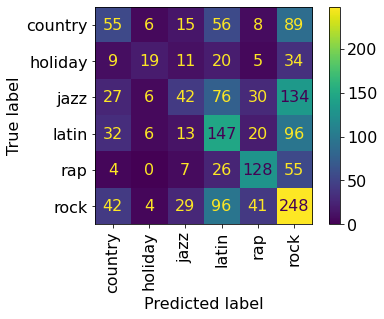 True label
country 55 6 15 56 8 89
holiday 9 19 11 20 5 34
jazz 27 6 42 76 30 134
latin 32 6 13 147 20 96
rap 4 0 7 26 128 55
rock 42 4 29 96 41 248
country holiday jazz latin rap rock
Predicted label
200
150
100
50
0